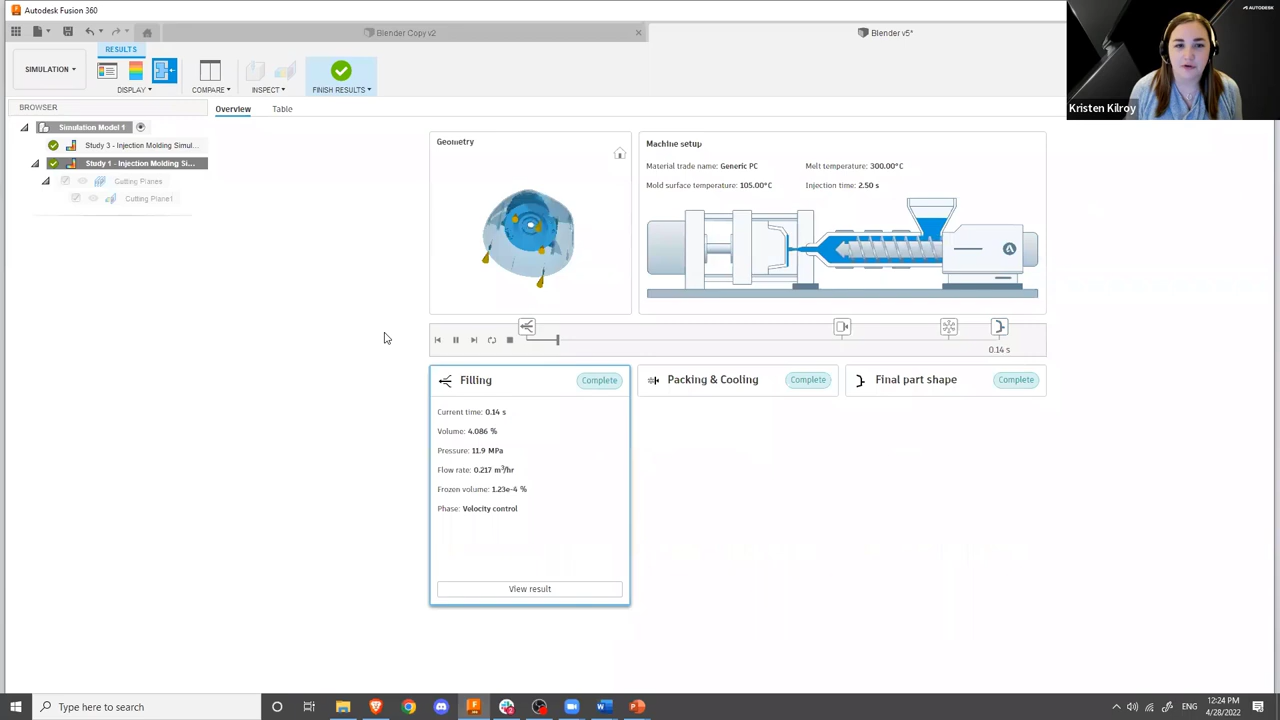 Autodesk Fusion 360
AUTODESK
Blender Copy v2
Blender v5*
RESULTS
SIMULATION
DISPLAY
COMPARE
INSPECT
FINISH RESULTS
Kristen Kilroy
BROWSER
Overview
Table
Simulation Model 1
Study 3 - Injection Molding Simul...
Study 1 - Injection Molding Si...
Cutting Planes
Cutting Plane1
Geometry
Machine setup
Material trade name: Generic PC
Melt temperature: 300.00°C
Mold surface temperature: 105.00°C
Injection time: 2.50 s
0.14 s
Filling
Complete
Packing & Cooling
Complete
Final part shape
Complete
Current time: 0.14 s
Volume: 4.086 %
Pressure: 11.9 MPa
Flow rate: 0.217 m³/hr
Frozen volume: 1.23e-4 %
Phase: Velocity control
View result
Type here to search
ENG
12:24 PM
4/28/2022